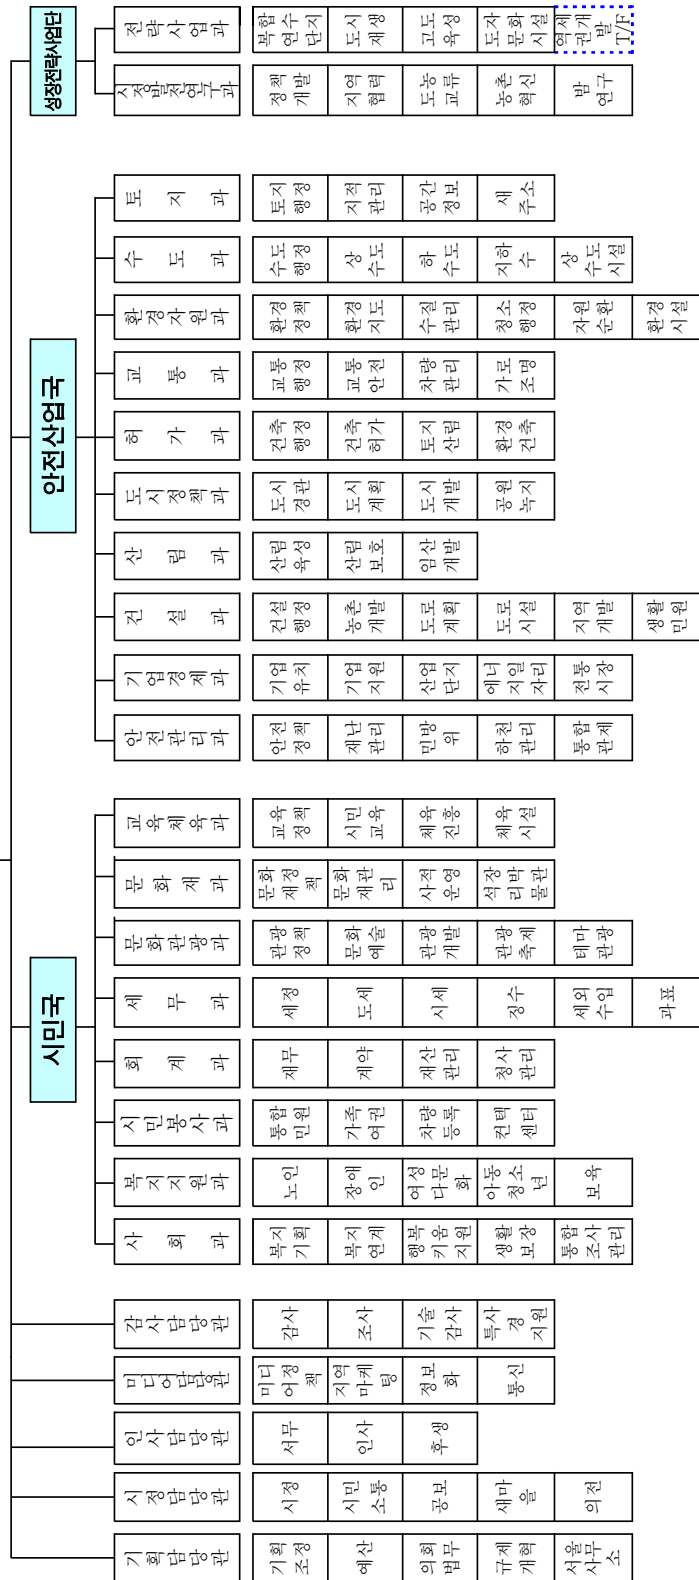 기획담당관
기획
조정
예산
의회
법무
규제
개혁
서울
사무
소
시정담당관
시정
시민
소통
공보
새마
을
의전
인사담당관
서무
인사
후생
미디어담당관
미디
어정
책
지역
마케
팅
정보
화
통신
감사담당관
감사
조사
기술
감사
특사
경
지원
시민국
사회과
복지
기획
복지
연계
행복
키움
지원
생활
보장
통합
조사
관리
복지지원과
노인
장애
인
여성
다문
화
아동
청소
년
보육
시민봉사과
통합
민원
가족
여권
차량
등록
컨택
센터
회계과
재무
계약
재산
관리
청사
관리
세무과
세정
도세
시세
징수
세외
수입
과표
문화관광과
관광
정책
문화
예술
관광
개발
관광
축제
테마
관광
문화재과
문화
재정
책
문화
재관
리
사적
운영
석장
리박
물관
교육체육과
교육
정책
시민
교육
체육
진흥
체육
시설
안전산업국
안전관리과
안전
정책
재난
관리
민방
위
하천
관리
통합
관제
기업경제과
기업
유치
기업
지원
산업
단지
에너
지일
자리
전통
시장
건설과
건설
행정
농촌
개발
도로
계획
도로
시설
지역
개발
생활
민원
산림과
산림
육성
산림
보호
임산
개발
도시정책과
도시
경관
도시
계획
도시
개발
공원
녹지
허가과
건축
행정
건축
허가
토지
산림
환경
건축
교통과
교통
행정
교통
안전
차량
관리
가로
조명
환경자원과
환경
정책
환경
지도
수질
관리
청소
행정
자원
순환
환경
시설
수도과
수도
행정
상
수도
하
수도
지하
수
상
수도
시설
토지과
토지
행정
지적
관리
공간
정보
새
주소
성장전략사업단
시정발전연구과
정책
개발
지역
협력
도농
교류
농촌
혁신
밤
연구
전략사업과
복합
연수
단지
도시
재생
고도
육성
도자
문화
시설
역세
권개
발
T/F